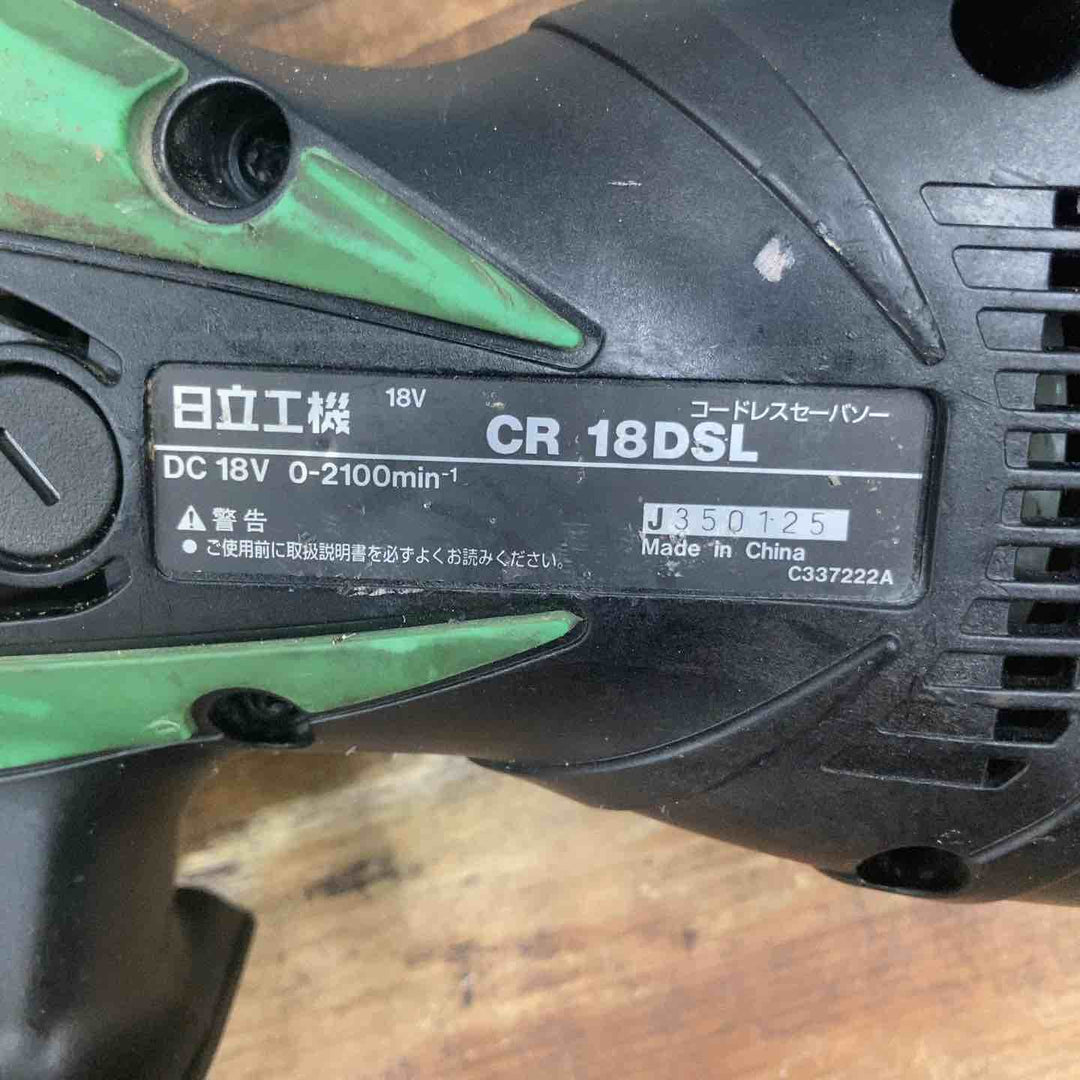 日立工機 18V コードレスセーバソー
CR 18DSL
DC 18V 0-2100min⁻¹
⚠警告
● ご使用前に取扱説明書を必ずよくお読みください。
J350125
Made in China
C337222A